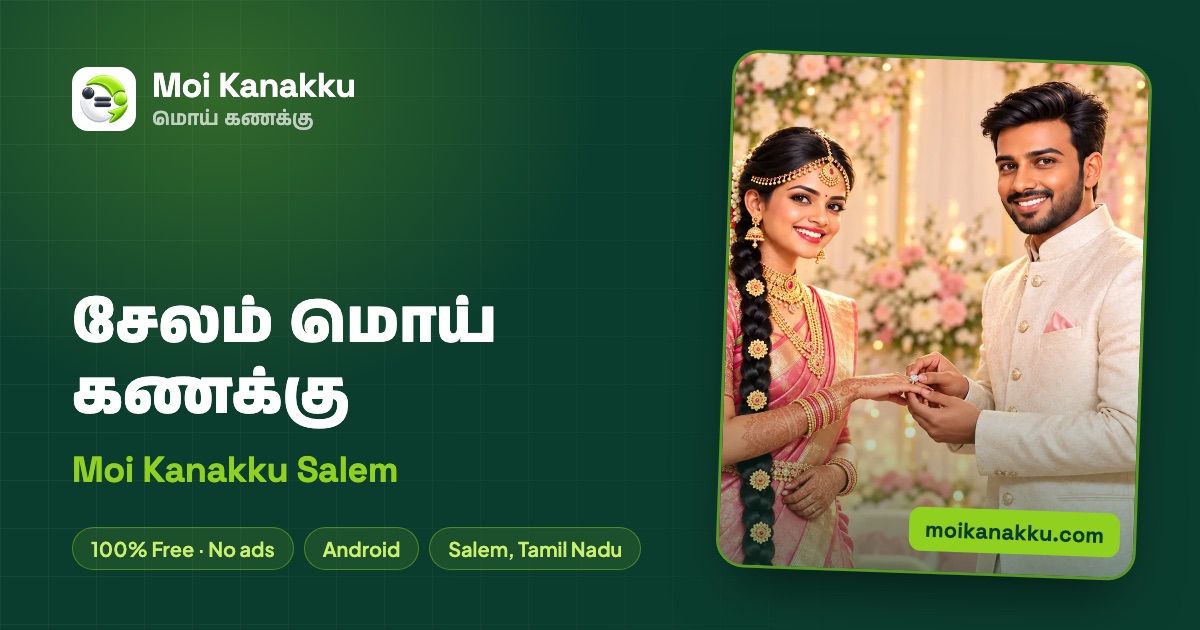 Moi Kanakku
மொய் கணக்கு
சேலம் மொய்
கணக்கு
Moi Kanakku Salem
100% Free · No ads
Android
Salem, Tamil Nadu
moikanakku.com